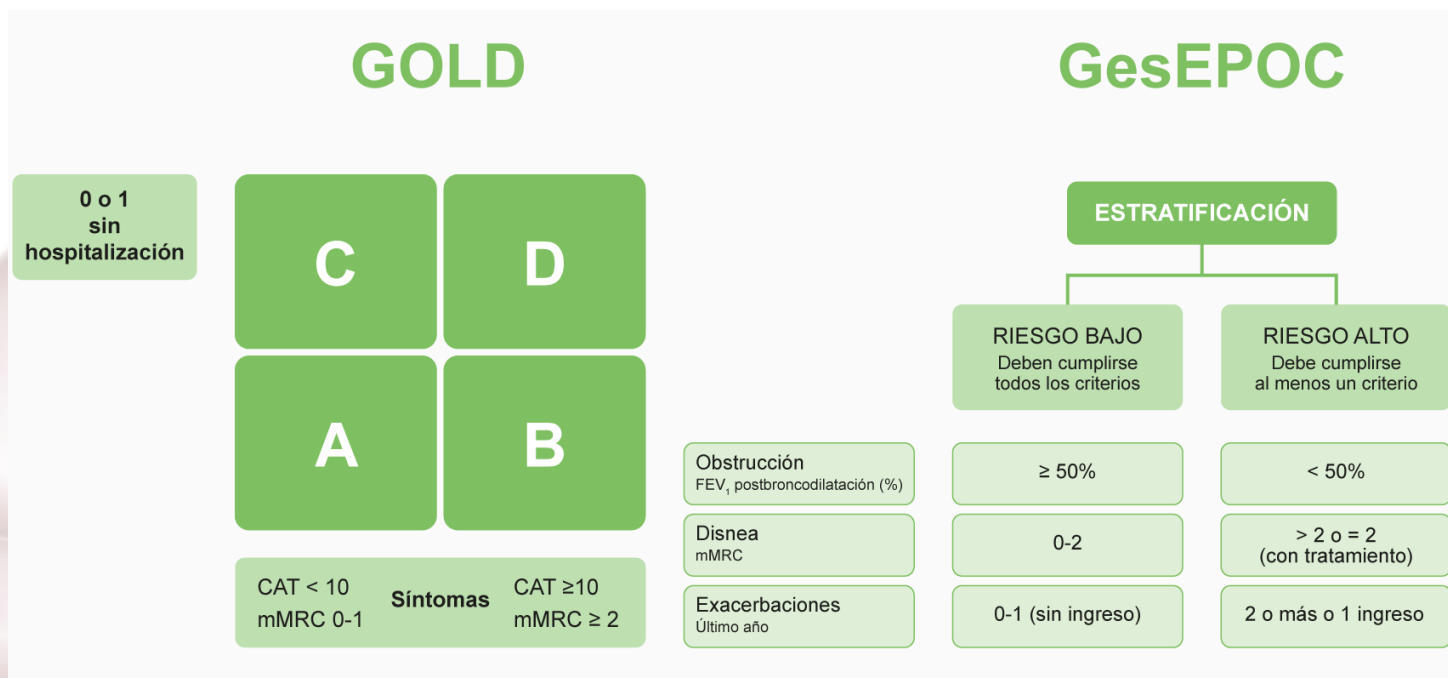 GOLD
GesEPOC
0 o 1
sin
hospitalización
C
D
A
B
CAT < 10
mMRC 0-1
Síntomas
CAT ≥10
mMRC ≥ 2
ESTRATIFICACIÓN
RIESGO BAJO
Deben cumplirse
todos los criterios
RIESGO ALTO
Debe cumplirse
al menos un criterio
Obstrucción
FEV₁ postbroncodilatación (%)
≥ 50%
< 50%
Disnea
mMRC
0-2
> 2 o = 2
(con tratamiento)
Exacerbaciones
Último año
0-1 (sin ingreso)
2 o más o 1 ingreso